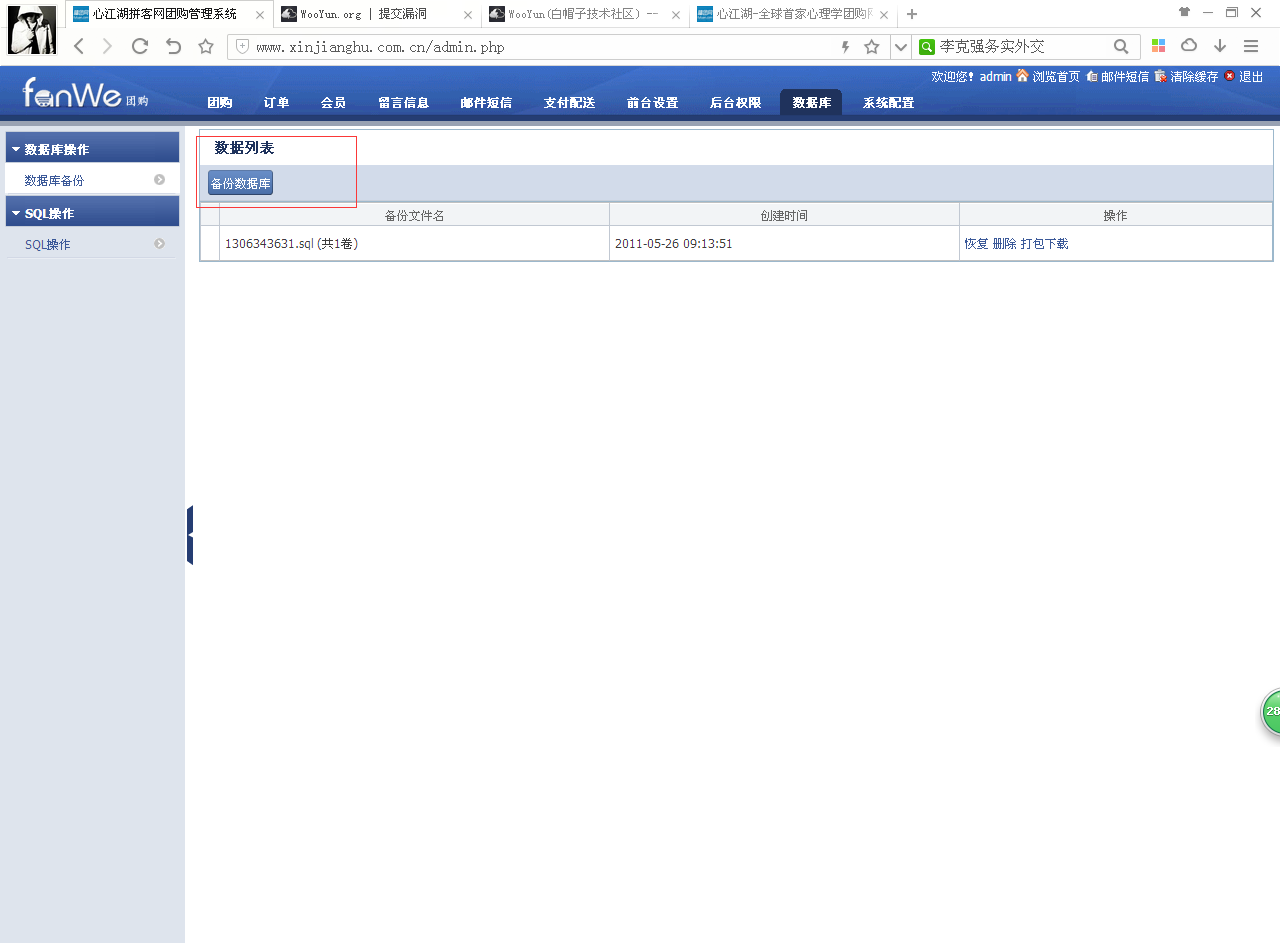 心江湖拼客网团购管理系统
WooYun.org | 提交漏洞
WooYun(白帽子技术社区) --
心江湖-全球首家心理学团购
www.xinjianghu.com.cn/admin.php
李克强务实外交
欢迎您! admin 浏览首页 邮件短信 清除缓存 退出
fanWe 团购
团购 订单 会员 留言信息 邮件短信 支付配送 前台设置 后台权限 数据库 系统配置
数据库操作
数据库备份
SQL操作
SQL操作
数据列表
备份数据库
备份文件名 创建时间 操作
1306343631.sql (共1卷) 2011-05-26 09:13:51 恢复 删除 打包下载
28